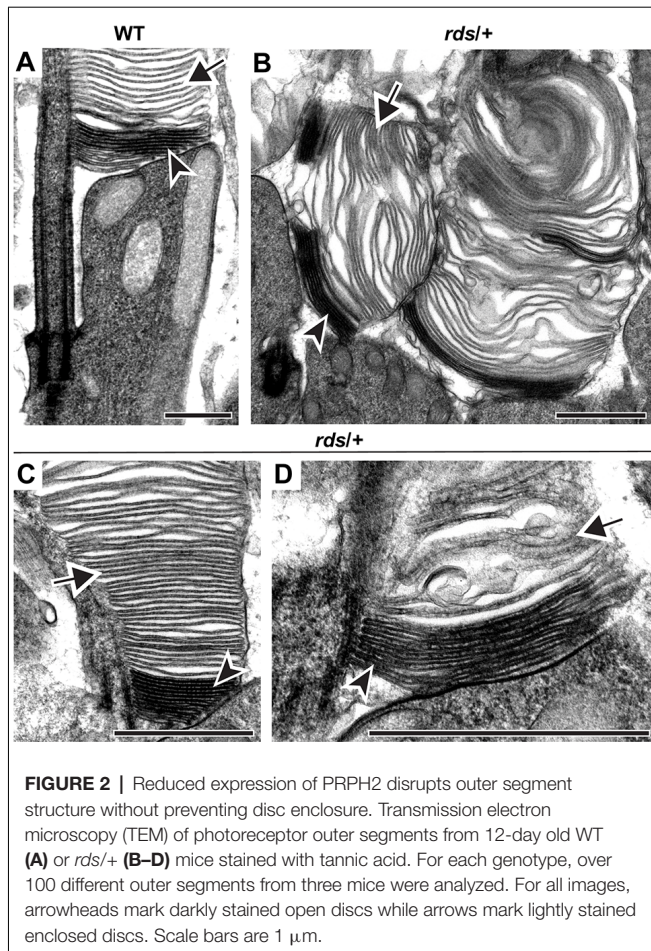 WT
rds/+
A
B
rds/+
C
D
FIGURE 2 | Reduced expression of PRPH2 disrupts outer segment
structure without preventing disc enclosure. Transmission electron
microscopy (TEM) of photoreceptor outer segments from 12-day old WT
(A) or rds/+ (B–D) mice stained with tannic acid. For each genotype, over
100 different outer segments from three mice were analyzed. For all images,
arrowheads mark darkly stained open discs while arrows mark lightly stained
enclosed discs. Scale bars are 1 μm.